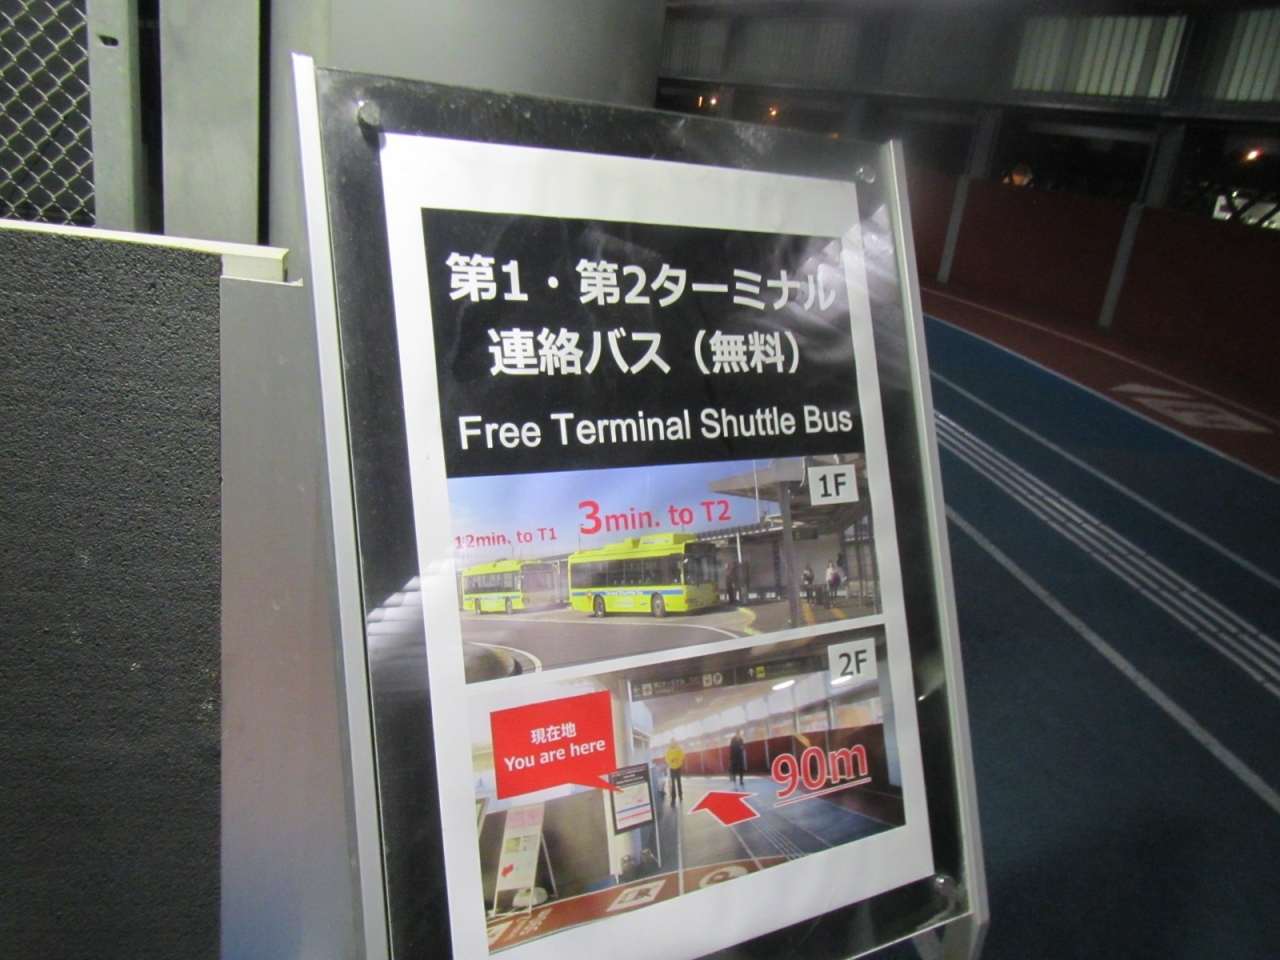 第1・第2ターミナル
連絡バス（無料）
Free Terminal Shuttle Bus
1F
12min. to T1
3min. to T2
2F
現在地
You are here
90m